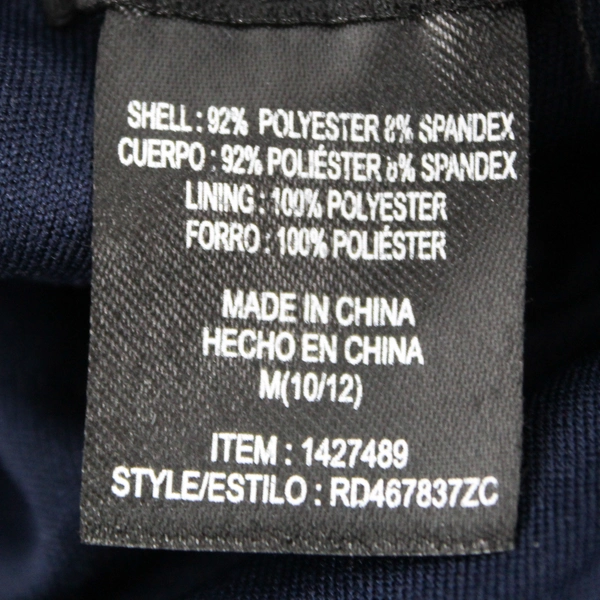 SHELL : 92% POLYESTER 8% SPANDEX
CUERPO : 92% POLIÉSTER 8% SPANDEX
LINING : 100% POLYESTER
FORRO : 100% POLIÉSTER
MADE IN CHINA
HECHO EN CHINA
M(10/12)
ITEM : 1427489
STYLE/ESTILO : RD467837ZC